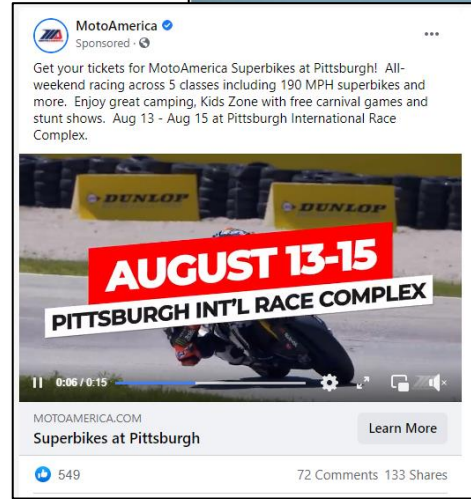 MotoAmerica
Sponsored ·
Get your tickets for MotoAmerica Superbikes at Pittsburgh! All-
weekend racing across 5 classes including 190 MPH superbikes and
more. Enjoy great camping, Kids Zone with free carnival games and
stunt shows. Aug 13 - Aug 15 at Pittsburgh International Race
Complex.
DUNLOP DUNLOP
AUGUST 13-15
PITTSBURGH INT'L RACE COMPLEX
0:06 / 0:15
MOTOAMERICA.COM
Superbikes at Pittsburgh
Learn More
549
72 Comments 133 Shares